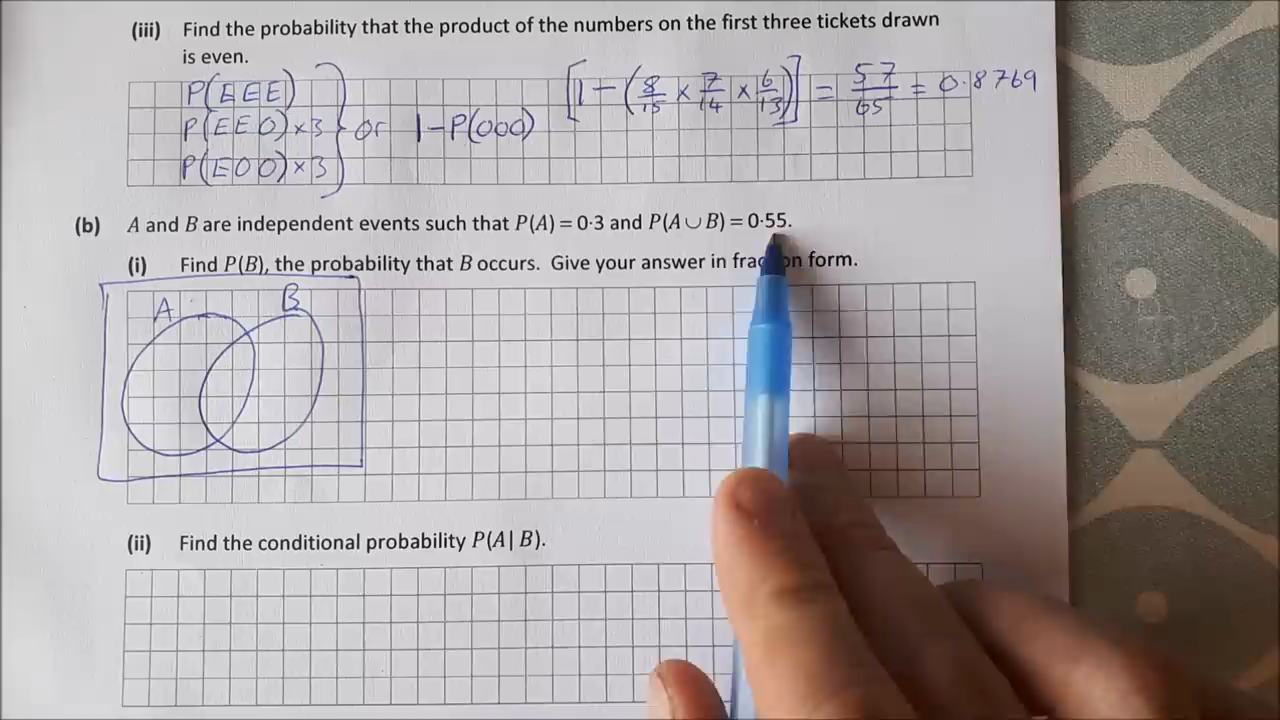 (iii) Find the probability that the product of the numbers on the first three tickets drawn
is even.
P(EEE)
P(EEO)×3
P(EOO)×3
or 1-P(OOO)
[1-(8/15 × 7/14 × 6/13)] = 57/65 = 0.8769
(b) A and B are independent events such that P(A) = 0·3 and P(A ∪ B) = 0·55.
(i) Find P(B), the probability that B occurs. Give your answer in form.
A B
(ii) Find the conditional probability P(A | B).